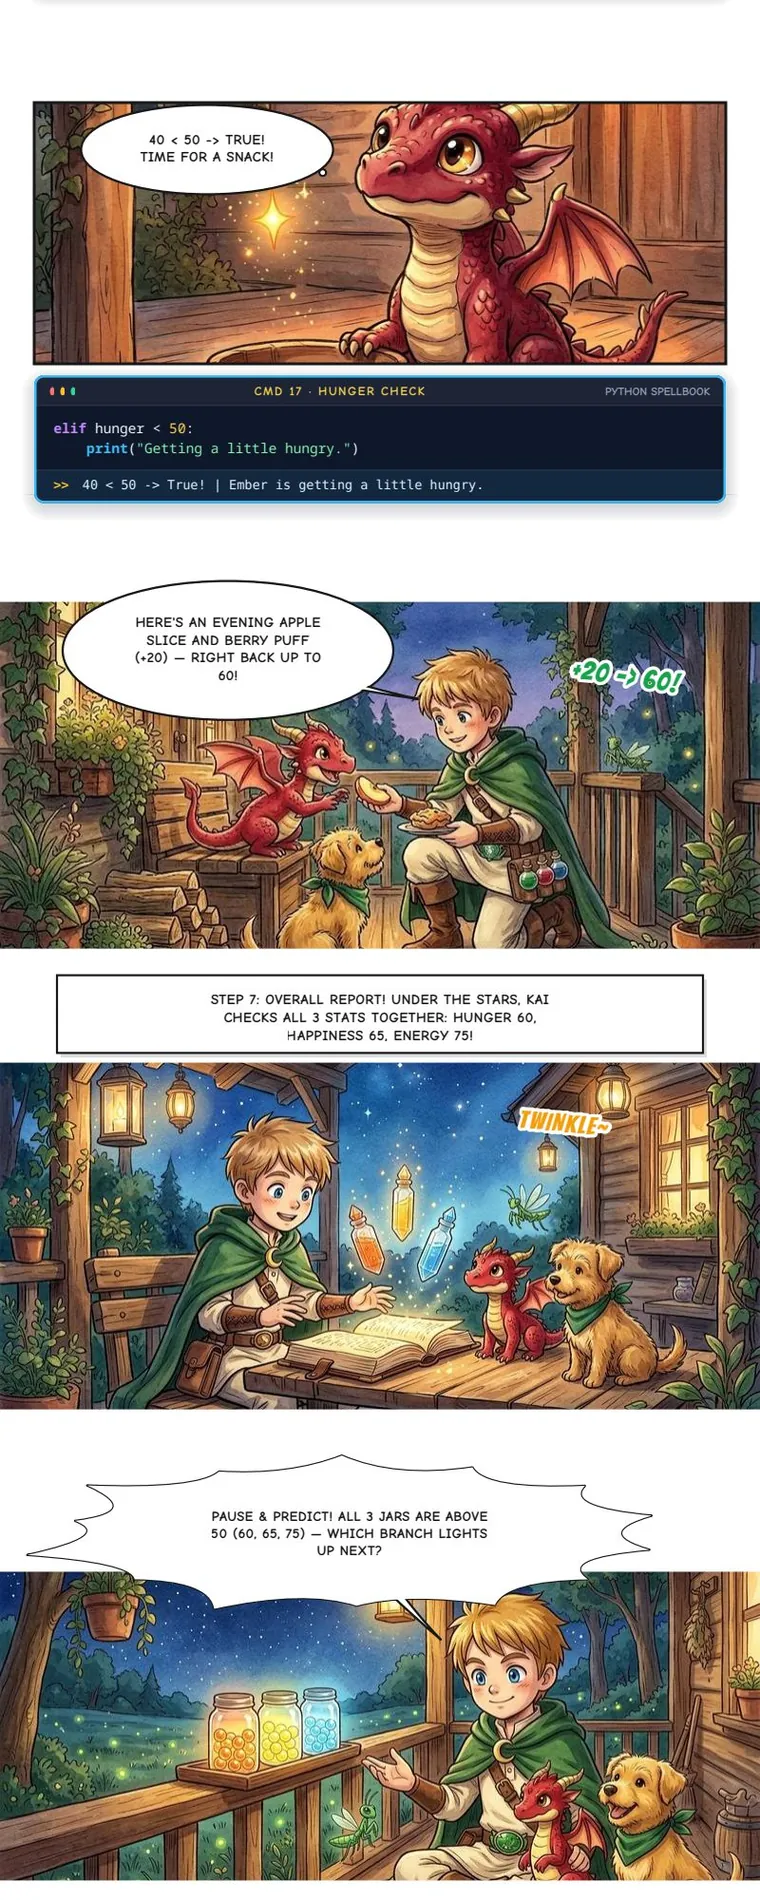 40 < 50 -> TRUE!
TIME FOR A SNACK!
CMD 17 · HUNGER CHECK
PYTHON SPELLBOOK
elif hunger < 50:
    print("Getting a little hungry.")
>> 40 < 50 -> True! | Ember is getting a little hungry.
HERE'S AN EVENING APPLE
SLICE AND BERRY PUFF
(+20) — RIGHT BACK UP TO
60!
+20 -> 60!
STEP 7: OVERALL REPORT! UNDER THE STARS, KAI
CHECKS ALL 3 STATS TOGETHER: HUNGER 60,
HAPPINESS 65, ENERGY 75!
TWINKLE~
PAUSE & PREDICT! ALL 3 JARS ARE ABOVE
50 (60, 65, 75) — WHICH BRANCH LIGHTS
UP NEXT?